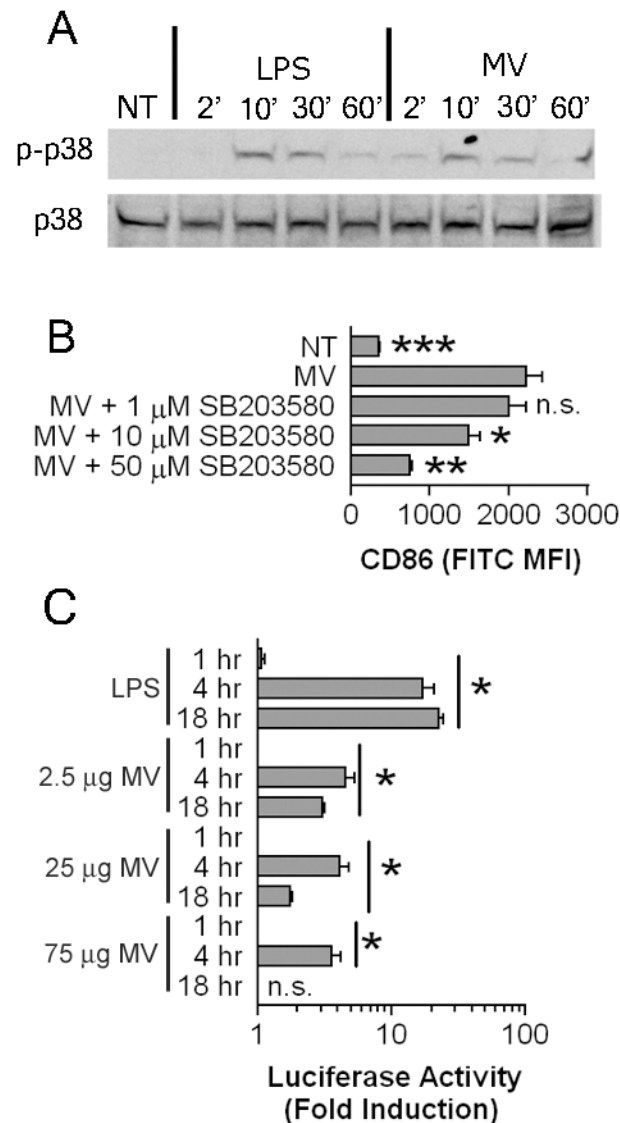 A
LPS MV
NT 2’ 10’ 30’ 60’ 2’ 10’ 30’ 60’
p-p38
p38
B
NT ***
MV
MV + 1 μM SB203580 n.s.
MV + 10 μM SB203580 *
MV + 50 μM SB203580 **
0 1000 2000 3000
CD86 (FITC MFI)
C
LPS
1 hr
4 hr
18 hr
*
2.5 μg MV
1 hr
4 hr
18 hr
*
25 μg MV
1 hr
4 hr
18 hr
*
75 μg MV
1 hr
4 hr
18 hr n.s.
*
1 10 100
Luciferase Activity
(Fold Induction)